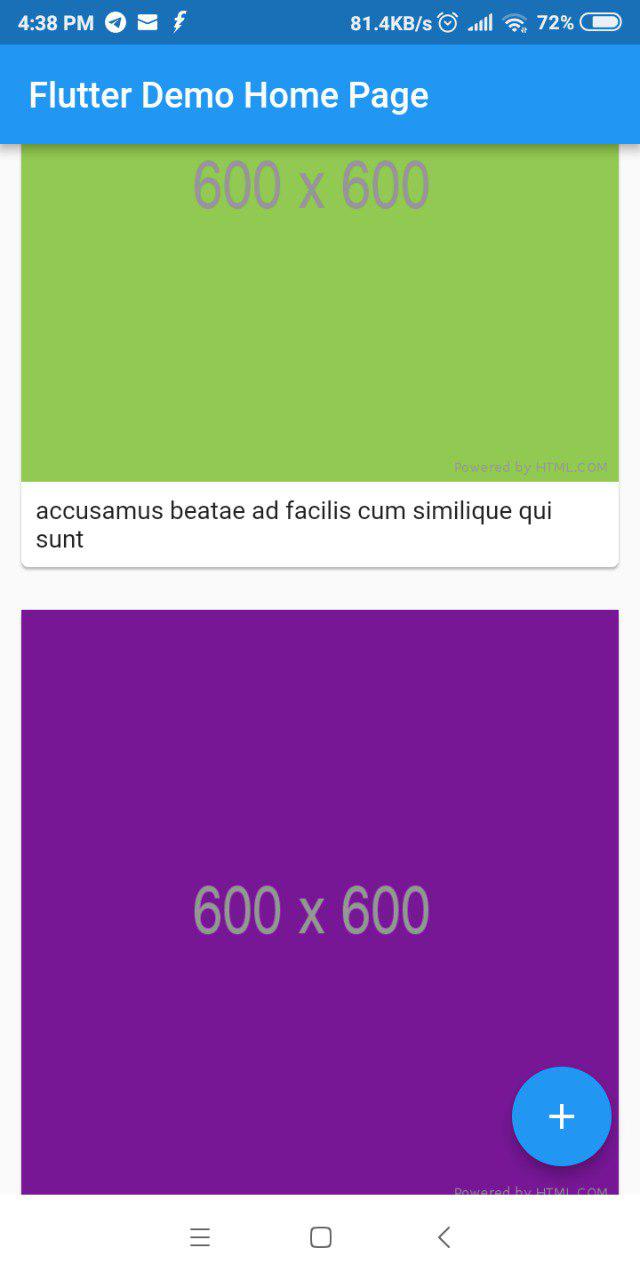 4:38 PM 81.4KB/s 72%
Flutter Demo Home Page
600 x 600
Powered by HTML.COM
accusamus beatae ad facilis cum similique qui
sunt
600 x 600
Powered by HTML.COM